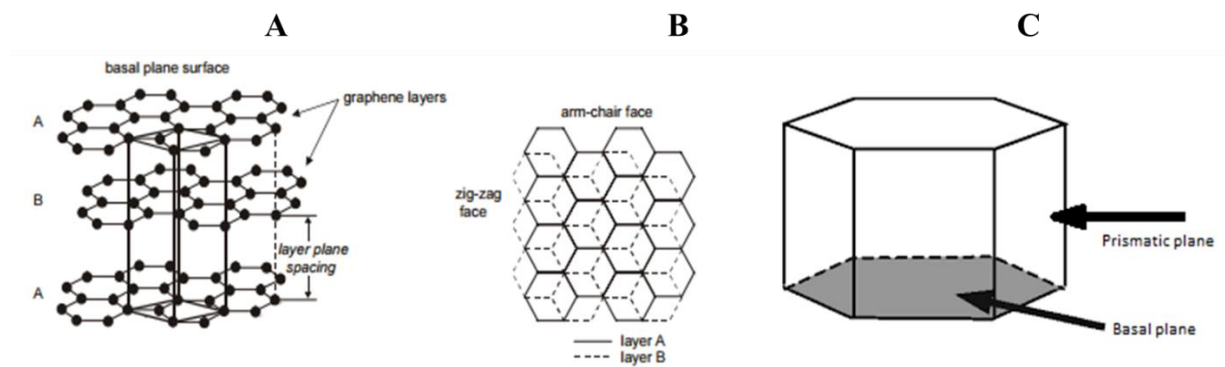 A
B
C
basal plane surface
graphene layers
A
B
layer plane
spacing
A
arm-chair face
zig-zag
face
layer A
layer B
Prismatic plane
Basal plane